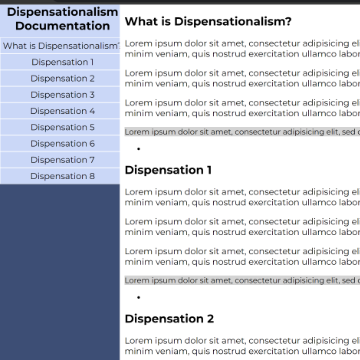 Dispensationalism
Documentation
What is Dispensationalism?
Dispensation 1
Dispensation 2
Dispensation 3
Dispensation 4
Dispensation 5
Dispensation 6
Dispensation 7
Dispensation 8
What is Dispensationalism?
Lorem ipsum dolor sit amet, consectetur adipisicing eli
minim veniam, quis nostrud exercitation ullamco labor
Lorem ipsum dolor sit amet, consectetur adipisicing eli
minim veniam, quis nostrud exercitation ullamco labor
Lorem ipsum dolor sit amet, consectetur adipisicing eli
minim veniam, quis nostrud exercitation ullamco labor
Lorem ipsum dolor sit amet, consectetur adipisicing elit, sed
Dispensation 1
Lorem ipsum dolor sit amet, consectetur adipisicing eli
minim veniam, quis nostrud exercitation ullamco labor
Lorem ipsum dolor sit amet, consectetur adipisicing eli
minim veniam, quis nostrud exercitation ullamco labor
Lorem ipsum dolor sit amet, consectetur adipisicing eli
minim veniam, quis nostrud exercitation ullamco labor
Lorem ipsum dolor sit amet, consectetur adipisicing elit, sed
Dispensation 2
Lorem ipsum dolor sit amet, consectetur adipisicing eli
minim veniam, quis nostrud exercitation ullamco labor